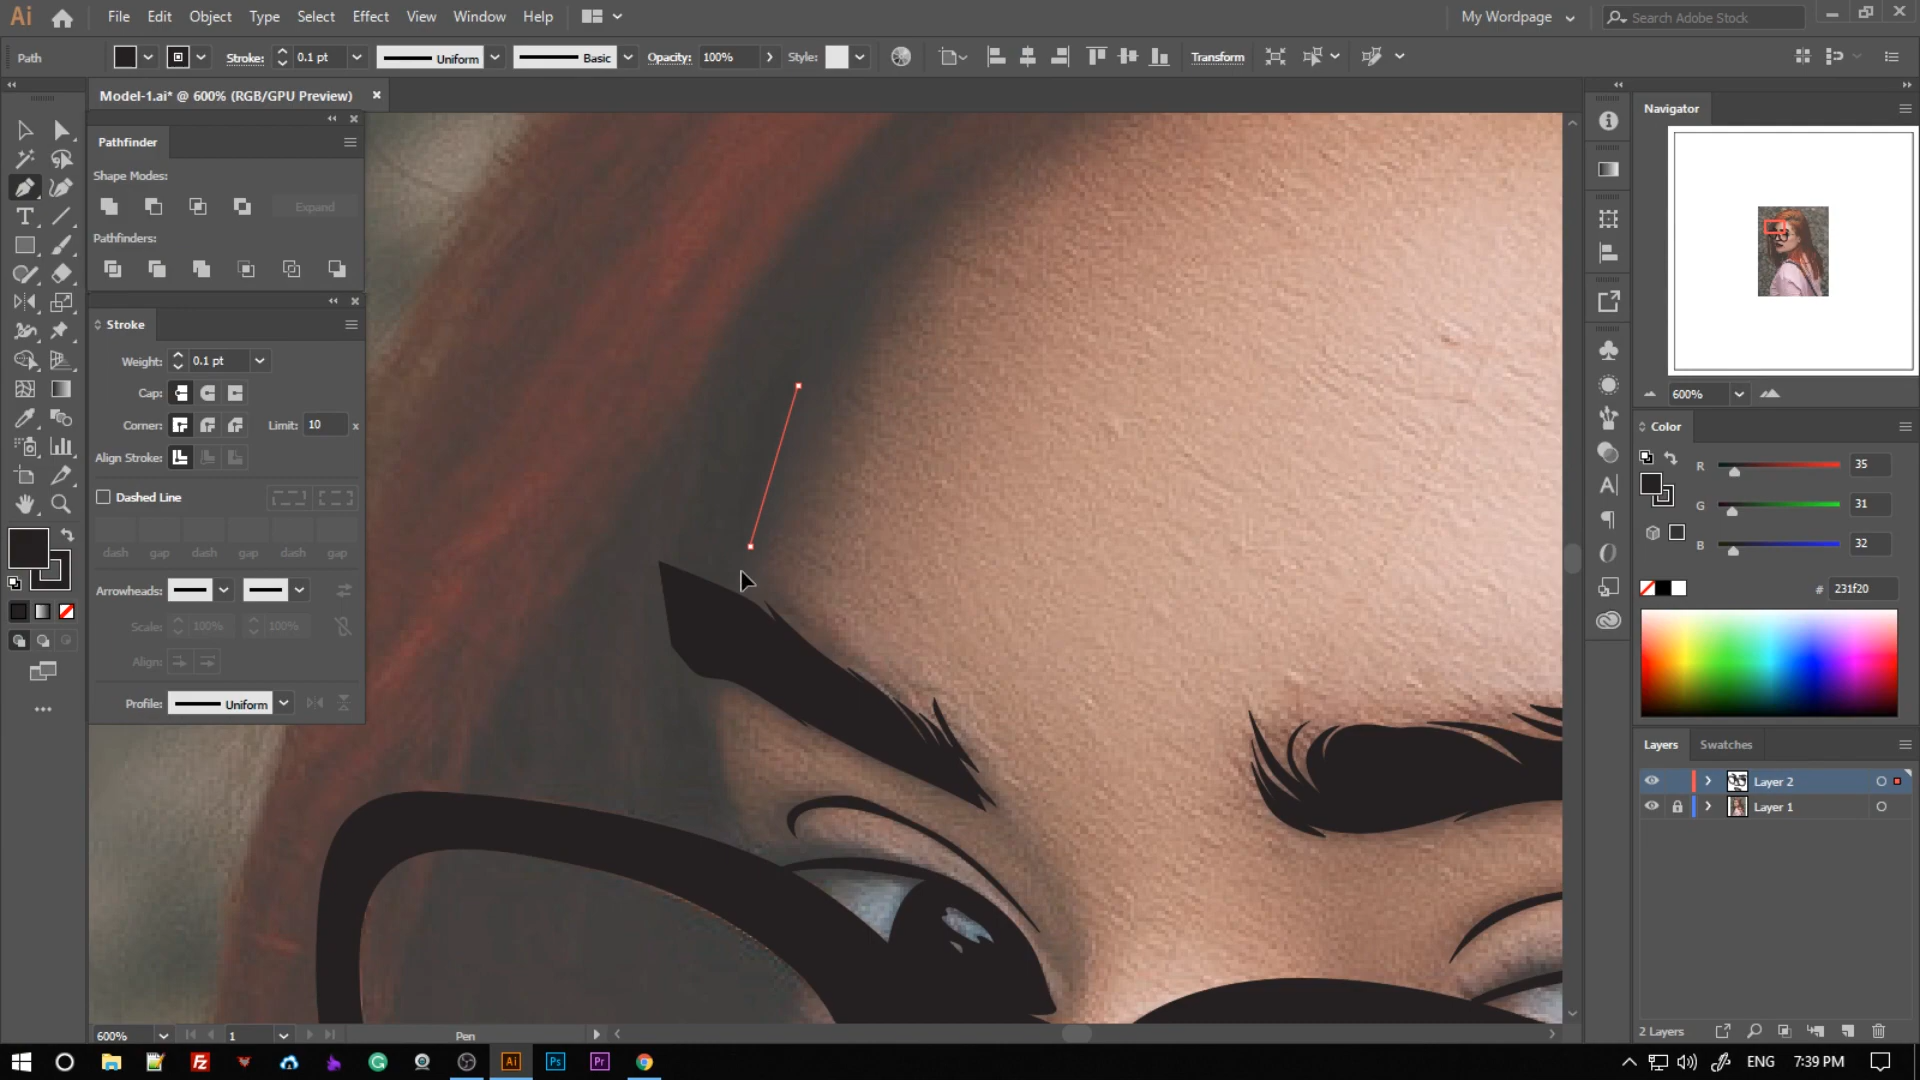 Ai File Edit Object Type Select Effect View Window Help My Wordpage Search Adobe Stock
Path Stroke: 0.1 pt Uniform Basic Opacity: 100% Style: Transform
Model-1.ai* @ 600% (RGB/GPU Preview)
Pathfinder
Shape Modes:
Expand
Pathfinders:
Stroke
Weight: 0.1 pt
Cap:
Corner: Limit: 10 x
Align Stroke:
Dashed Line
dash gap dash gap dash gap
Arrowheads:
Scale: 100% 100%
Align:
Profile: Uniform
Navigator
600%
Color
R 35
G 31
B 32
# 231f20
Layers Swatches
Layer 2
Layer 1
2 Layers
600% 1 Pen
Fz G Ai Ps Pr ENG 7:39 PM